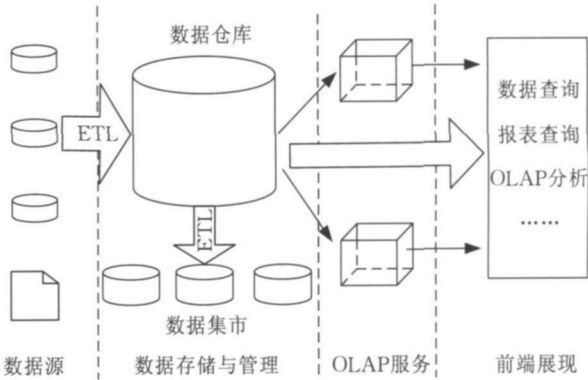 数据仓库
ETL
ETL
数据集市
数据查询
报表查询
OLAP分析
……
数据源
数据存储与管理
OLAP服务
前端展现